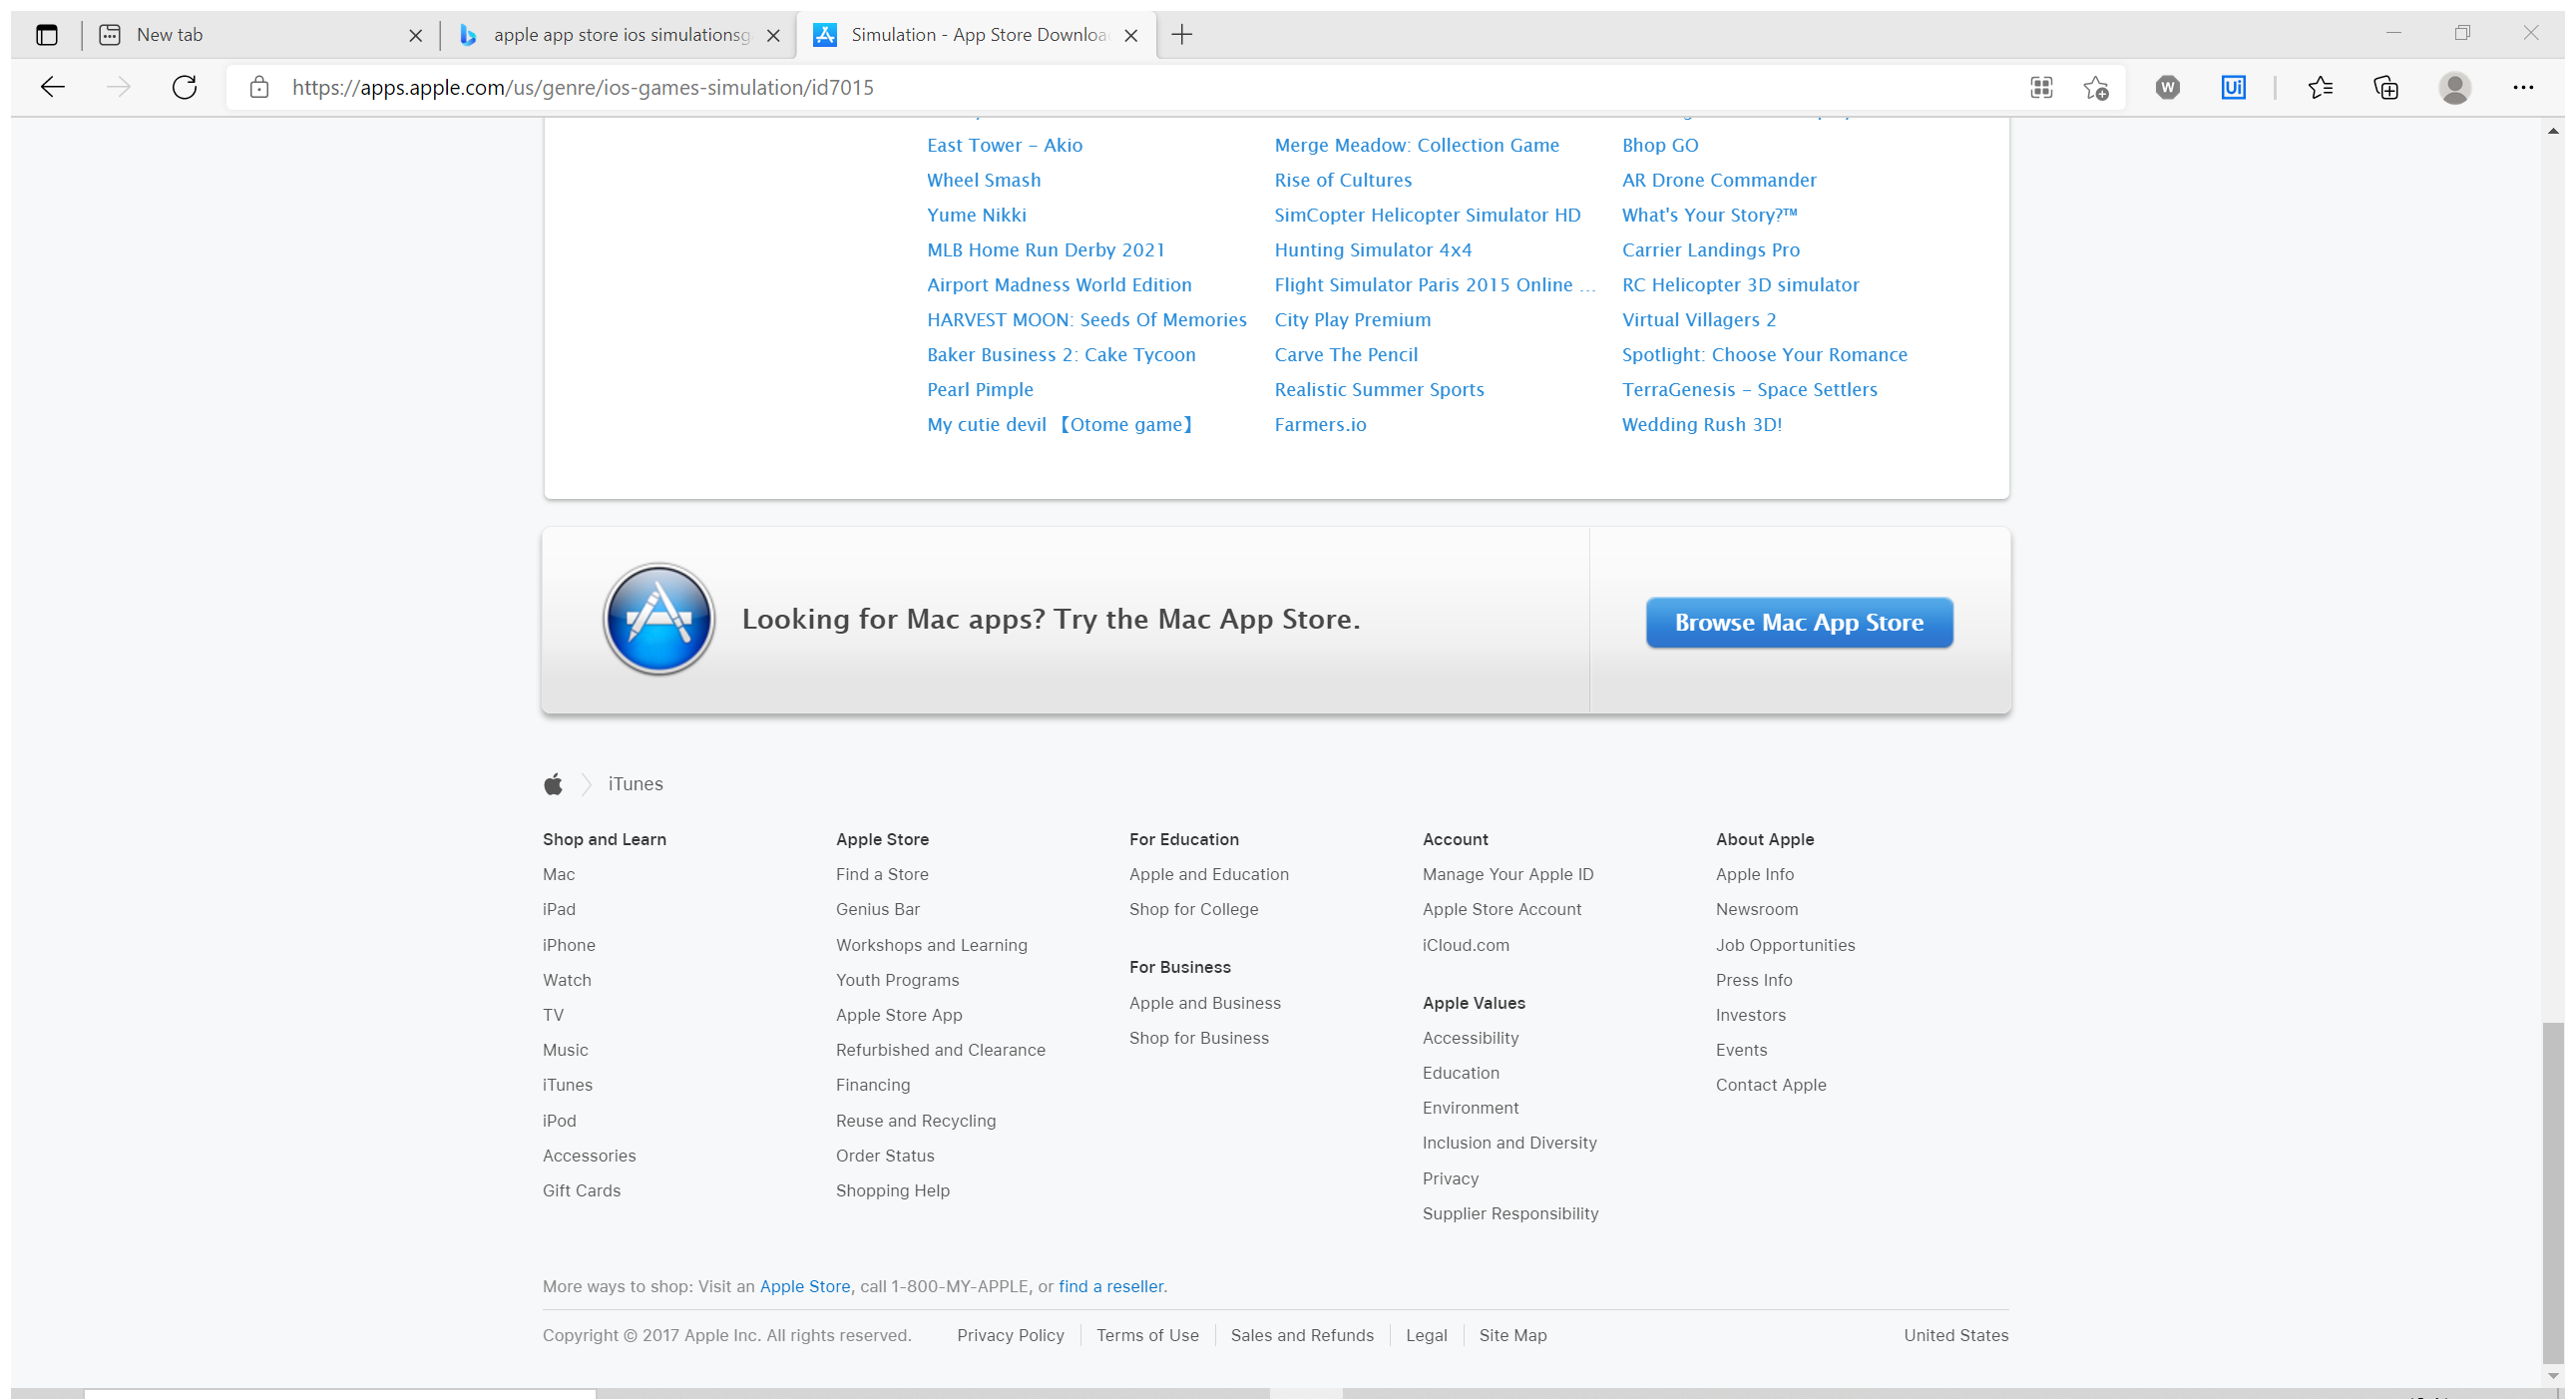 New tab
apple app store ios simulationsg
Simulation - App Store Downloa
https://apps.apple.com/us/genre/ios-games-simulation/id7015
W
Ui
East Tower – Akio
Merge Meadow: Collection Game
Bhop GO
Wheel Smash
Rise of Cultures
AR Drone Commander
Yume Nikki
SimCopter Helicopter Simulator HD
What's Your Story?™
MLB Home Run Derby 2021
Hunting Simulator 4x4
Carrier Landings Pro
Airport Madness World Edition
Flight Simulator Paris 2015 Online ...
RC Helicopter 3D simulator
HARVEST MOON: Seeds Of Memories
City Play Premium
Virtual Villagers 2
Baker Business 2: Cake Tycoon
Carve The Pencil
Spotlight: Choose Your Romance
Pearl Pimple
Realistic Summer Sports
TerraGenesis – Space Settlers
My cutie devil 【Otome game】
Farmers.io
Wedding Rush 3D!
Looking for Mac apps? Try the Mac App Store.
Browse Mac App Store
iTunes
Shop and Learn
Mac
iPad
iPhone
Watch
TV
Music
iTunes
iPod
Accessories
Gift Cards
Apple Store
Find a Store
Genius Bar
Workshops and Learning
Youth Programs
Apple Store App
Refurbished and Clearance
Financing
Reuse and Recycling
Order Status
Shopping Help
For Education
Apple and Education
Shop for College
For Business
Apple and Business
Shop for Business
Account
Manage Your Apple ID
Apple Store Account
iCloud.com
Apple Values
Accessibility
Education
Environment
Inclusion and Diversity
Privacy
Supplier Responsibility
About Apple
Apple Info
Newsroom
Job Opportunities
Press Info
Investors
Events
Contact Apple
More ways to shop: Visit an Apple Store, call 1-800-MY-APPLE, or find a reseller.
Copyright © 2017 Apple Inc. All rights reserved.
Privacy Policy
Terms of Use
Sales and Refunds
Legal
Site Map
United States